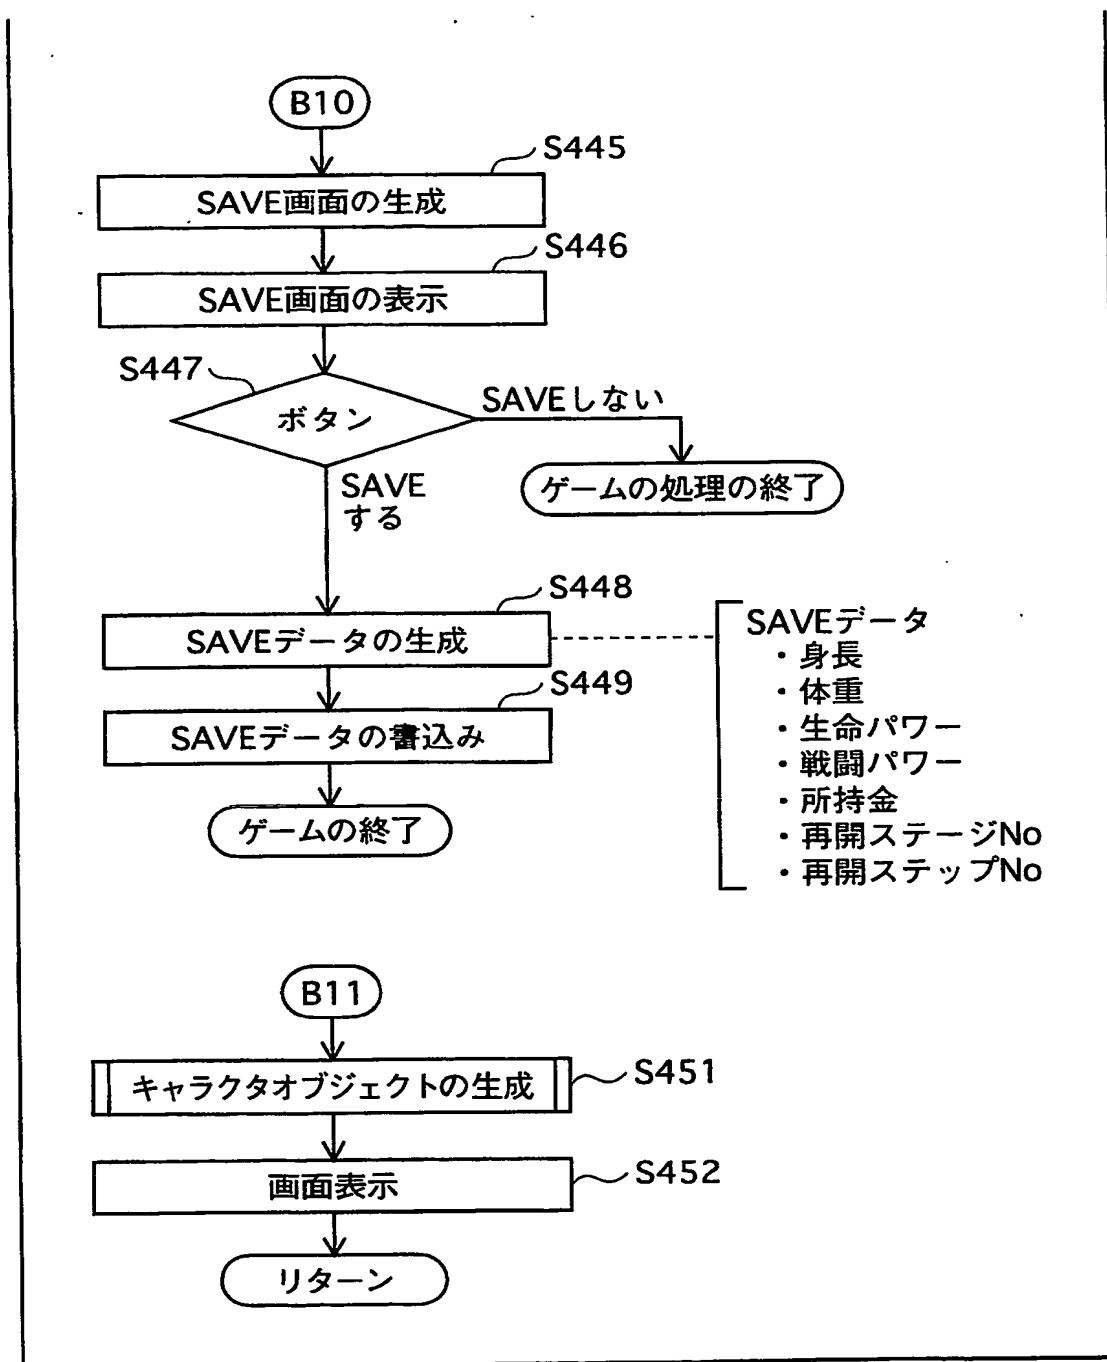 B10
S445
SAVE画面の生成
S446
SAVE画面の表示
S447
ボタン
SAVEしない
ゲームの処理の終了
SAVE
する
S448
SAVEデータの生成
S449
SAVEデータの書込み
ゲームの終了
SAVEデータ
・身長
・体重
・生命パワー
・戦闘パワー
・所持金
・再開ステージNo
・再開ステップNo
B11
キャラクタオブジェクトの生成
S451
画面表示
S452
リターン